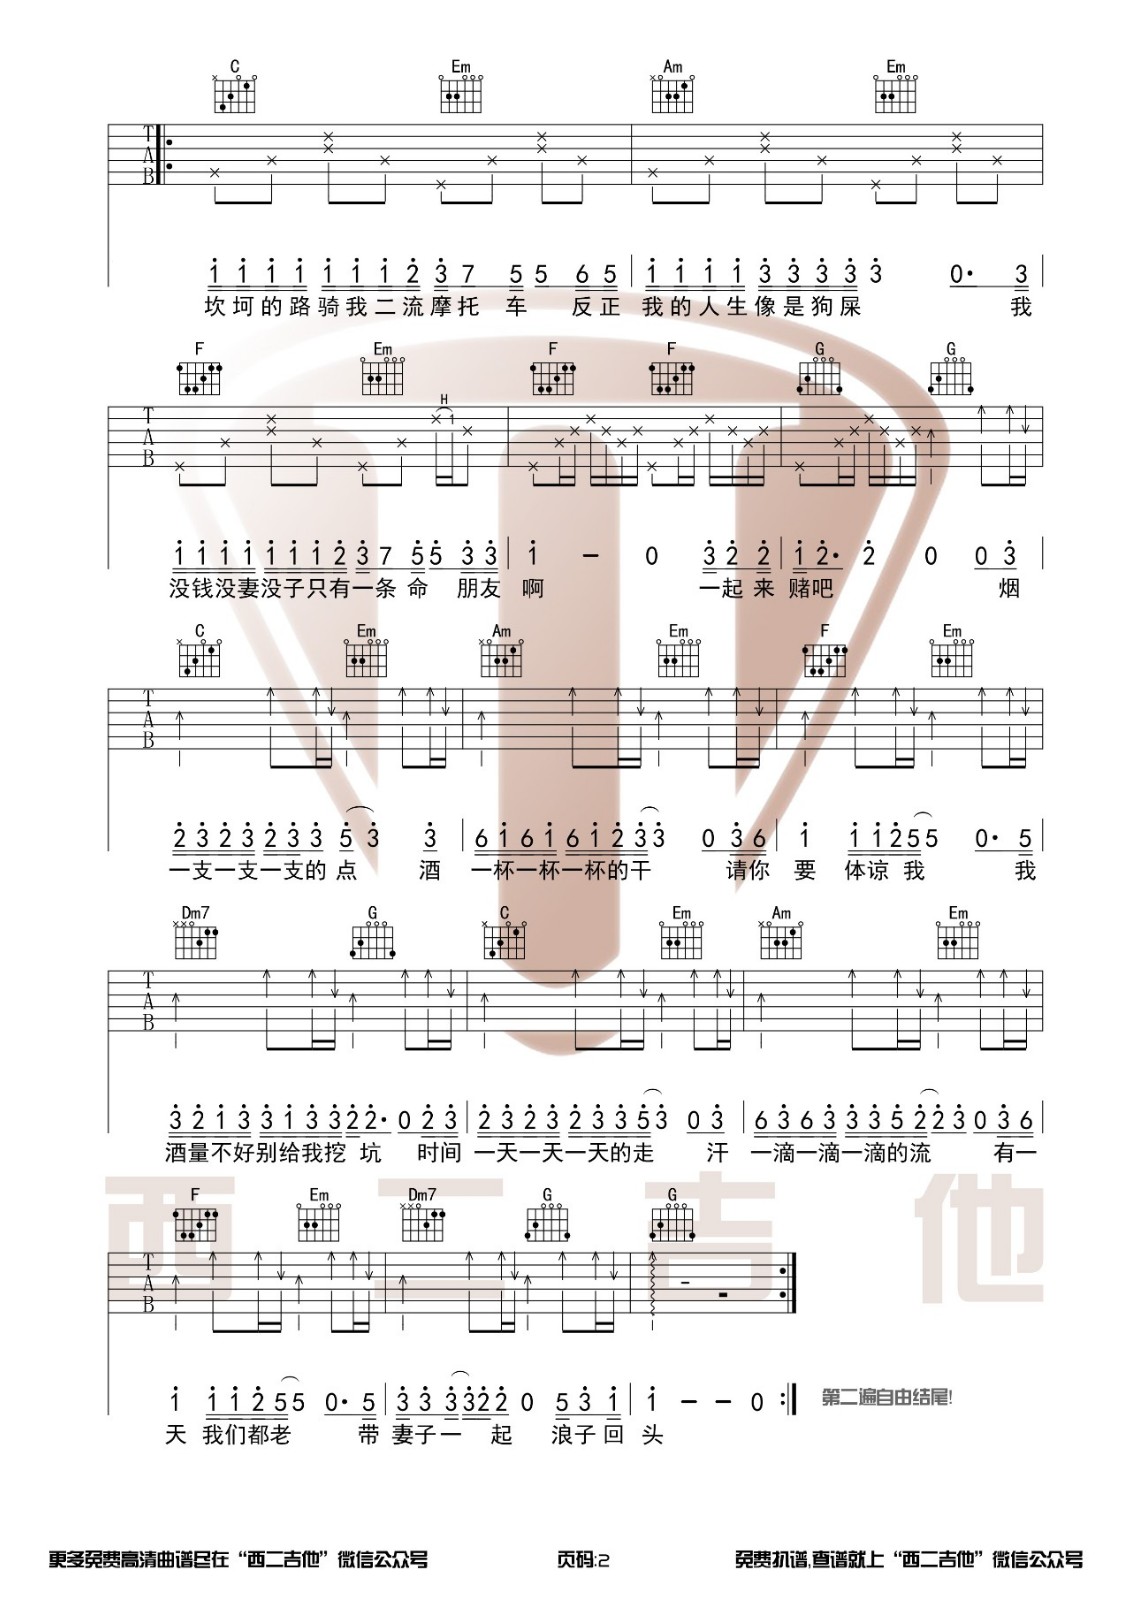 C Em Am Em
T A B
1 1 1 1 1 1 1 2 3 7 5 5 6 5 1 1 1 1 3 3 3 3 3 0· 3
坎坷的路骑我二流摩托车 反正 我的人生像是狗屎 我
F Em F F G G
H
T A B 1
1 1 1 1 1 1 1 2 3 7 5 5 3 3 1 – 0 3 2 2 1 2· 2 0 0 3
没钱没妻没子只有一条 命 朋友 啊 一起 来 赌吧 烟
C Em Am Em F Em
T A B
2 3 2 3 2 3 3 5 3 3 6 1 6 1 6 1 2 3 3 0 3 6 1 1 1 2 5 5 0· 5
一支一支一支的 点 酒 一杯一杯一杯的干 请你 要 体谅 我 我
Dm7 G C Em Am Em
T A B
3 2 1 3 3 1 3 3 2 2· 0 2 3 2 3 2 3 2 3 3 5 3 0 3 6 3 6 3 3 3 5 2 2 3 0 3 6
酒量不好别给我挖 坑 时间 一天一天一天的走 汗 一滴一滴一滴的流 有一
西二吉他
F Em Dm7 G G
T A B
1 1 1 2 5 5 0· 5 3 3 3 3 2 2 0 5 3 1 1 – – 0 第二遍自由结尾!
天 我们都老 带 妻子一 起 浪子 回 头
更多免费高清曲谱尽在“西二吉他”微信公众号 页码:2 免费扒谱,查谱就上“西二吉他”微信公众号